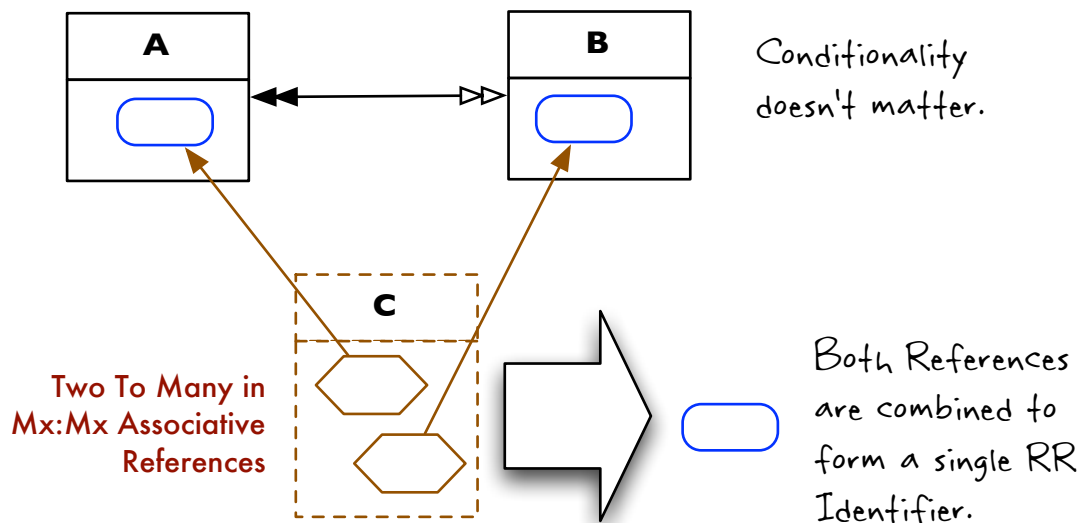 A
B
Conditionality
doesn't matter.
C
Two To Many in
Mx:Mx Associative
References
Both References
are combined to
form a single RR
Identifier.